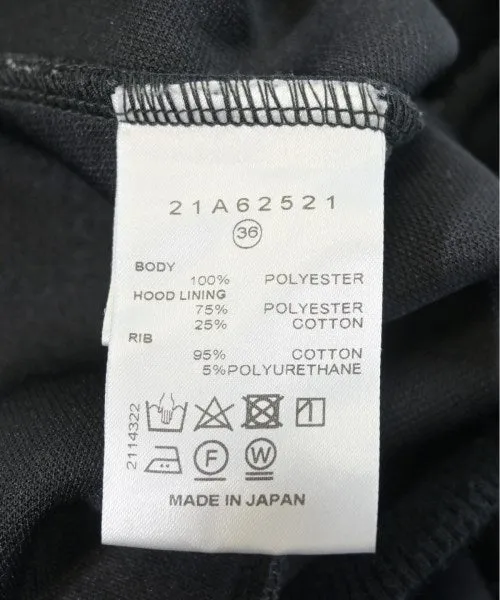 21A62521
36
BODY
100% POLYESTER
HOOD LINING
75% POLYESTER
25% COTTON
RIB
95% COTTON
5%POLYURETHANE
2114322
F
W
MADE IN JAPAN